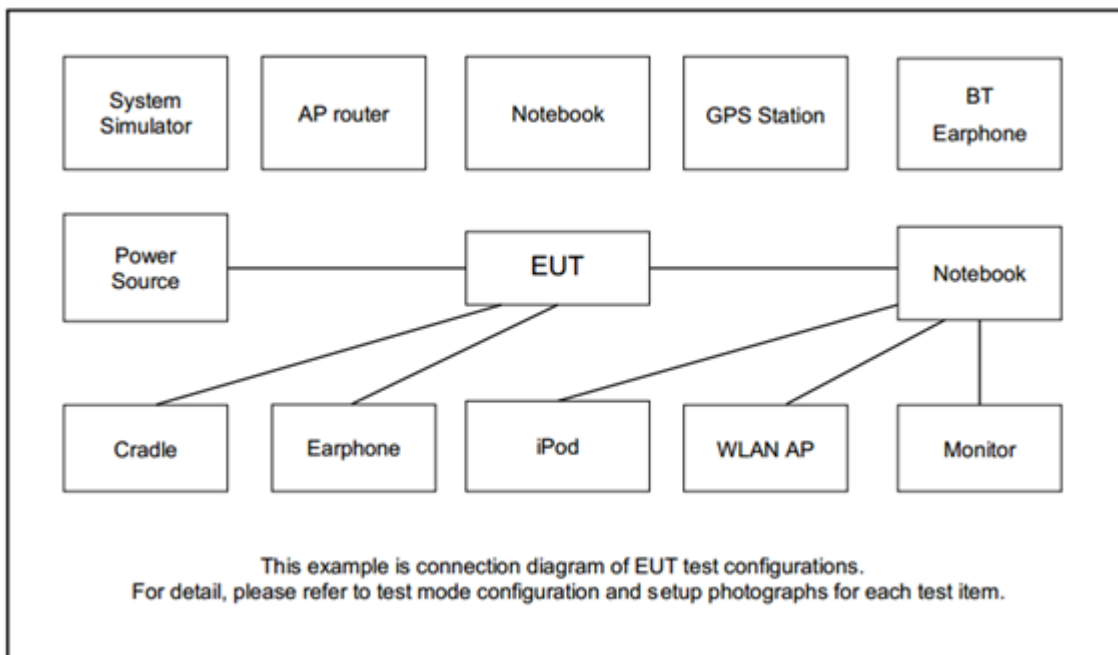 System
Simulator
AP router
Notebook
GPS Station
BT
Earphone
Power
Source
EUT
Notebook
Cradle
Earphone
iPod
WLAN AP
Monitor
This example is connection diagram of EUT test configurations.
For detail, please refer to test mode configuration and setup photographs for each test item.